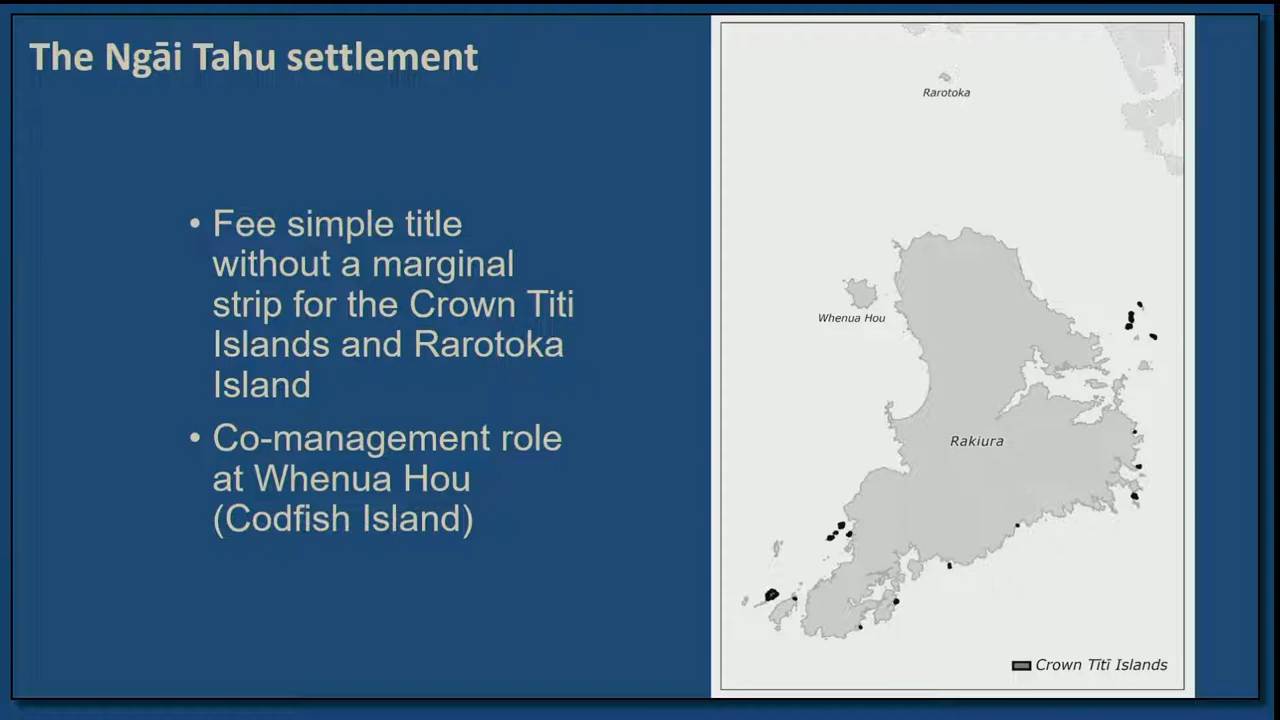 The Ngāi Tahu settlement
• Fee simple title
without a marginal
strip for the Crown Titi
Islands and Rarotoka
Island
• Co-management role
at Whenua Hou
(Codfish Island)
Rarotoka
Whenua Hou
Rakiura
Crown Tītī Islands